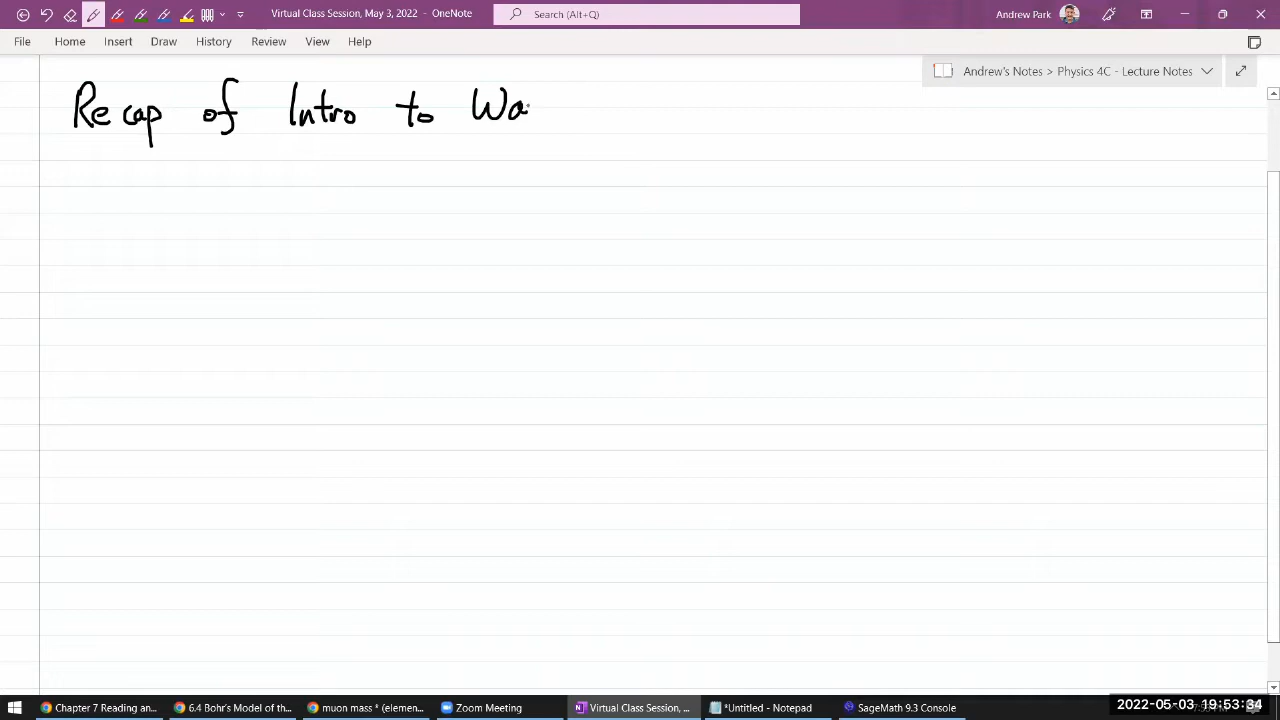 Virtual Class Session, May 3, 2022 - OneNote
Search (Alt+Q)
Andrew Park
File Home Insert Draw History Review View Help
Andrew's Notes > Physics 4C - Lecture Notes
Recap of Intro to Wa
Chapter 7 Reading an...
6.4 Bohr's Model of th...
muon mass * (elemen...
Zoom Meeting
Virtual Class Session, ...
*Untitled - Notepad
SageMath 9.3 Console
2022-05-03 19:53:34